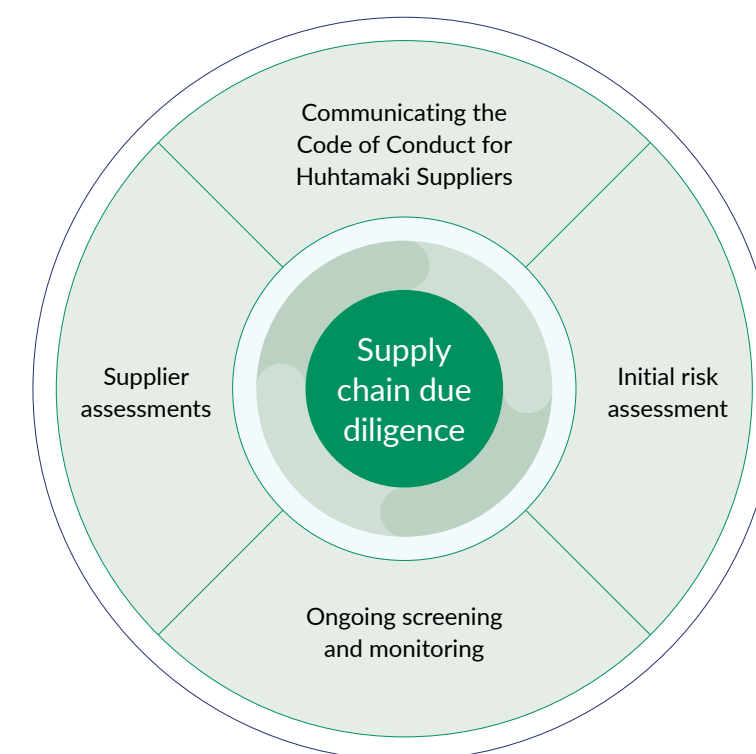 Communicating the
Code of Conduct for
Huhtamaki Suppliers
Supply
chain due
diligence
Supplier
assessments
Initial risk
assessment
Ongoing screening
and monitoring